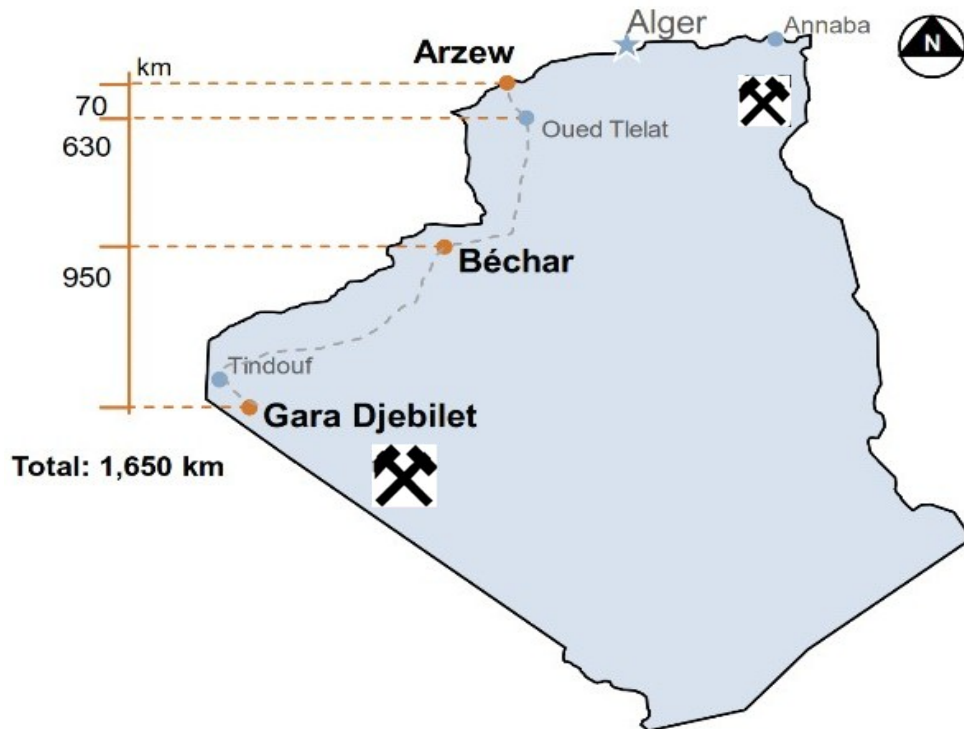 Alger
Annaba
N
Arzew
km
70
Oued Tlelat
630
Béchar
950
Tindouf
Gara Djebilet
Total: 1,650 km